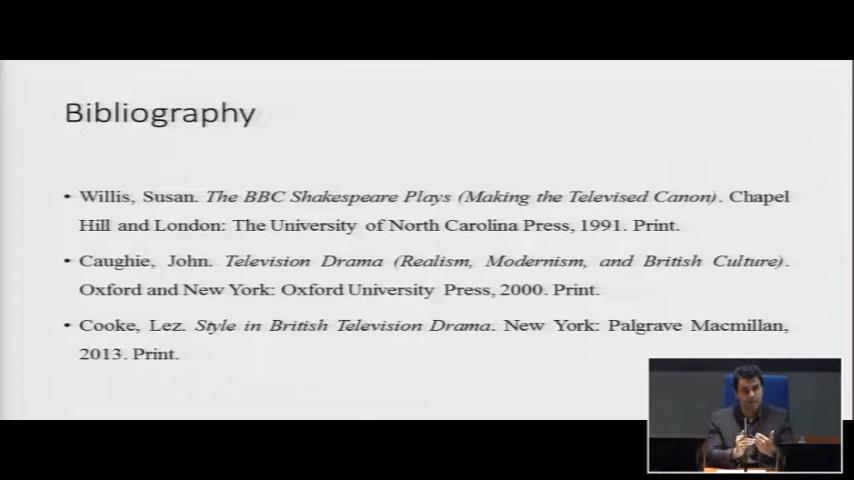 Bibliography
• Willis, Susan. The BBC Shakespeare Plays (Making the Televised Canon). Chapel
Hill and London: The University of North Carolina Press, 1991. Print.
• Caughie, John. Television Drama (Realism, Modernism, and British Culture).
Oxford and New York: Oxford University Press, 2000. Print.
• Cooke, Lez. Style in British Television Drama. New York: Palgrave Macmillan,
2013. Print.